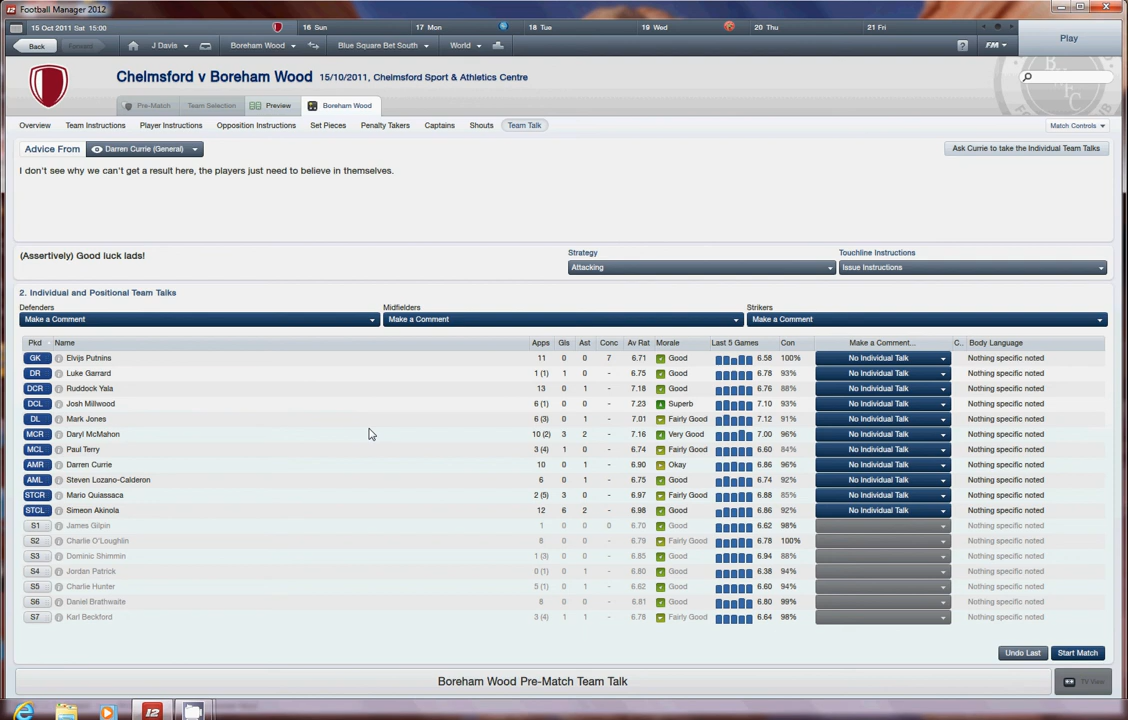 Football Manager 2012
15 Oct 2011 Sat 15:00
16 Sun
17 Mon
18 Tue
19 Wed
20 Thu
21 Fri
Back
Forward
J Davis
Boreham Wood
Blue Square Bet South
World
?
FM
Play
Chelmsford v Boreham Wood 15/10/2011, Chelmsford Sport & Athletics Centre
Pre-Match
Team Selection
Preview
Boreham Wood
Overview
Team Instructions
Player Instructions
Opposition Instructions
Set Pieces
Penalty Takers
Captains
Shouts
Team Talk
Match Controls
Advice From
Darren Currie (General)
Ask Currie to take the Individual Team Talks
I don't see why we can't get a result here, the players just need to believe in themselves.
(Assertively) Good luck lads!
Strategy
Attacking
Touchline Instructions
Issue Instructions
2. Individual and Positional Team Talks
Defenders
Midfielders
Strikers
Make a Comment
Make a Comment
Make a Comment
Pkd Name Apps Gls Ast Conc Av Rat Morale Last 5 Games Con Make a Comment... C.. Body Language
GK Elvijs Putnins 11 0 0 7 6.71 Good 6.58 100% No Individual Talk Nothing specific noted
DR Luke Garrard 1 (1) 1 0 - 6.75 Good 6.78 93% No Individual Talk Nothing specific noted
DCR Ruddock Yala 13 0 1 - 7.18 Good 6.76 88% No Individual Talk Nothing specific noted
DCL Josh Millwood 6 (1) 0 0 - 7.23 Superb 7.10 93% No Individual Talk Nothing specific noted
DL Mark Jones 6 (3) 0 1 - 7.01 Fairly Good 7.12 91% No Individual Talk Nothing specific noted
MCR Daryl McMahon 10 (2) 3 2 - 7.16 Very Good 7.00 96% No Individual Talk Nothing specific noted
MCL Paul Terry 3 (4) 1 0 - 6.74 Fairly Good 6.60 84% No Individual Talk Nothing specific noted
AMR Darren Currie 10 0 1 - 6.90 Okay 6.86 96% No Individual Talk Nothing specific noted
AML Steven Lozano-Calderon 6 0 1 - 6.75 Good 6.74 92% No Individual Talk Nothing specific noted
STCR Mario Quiassaca 2 (5) 3 0 - 6.97 Fairly Good 6.88 85% No Individual Talk Nothing specific noted
STCL Simeon Akinola 12 6 2 - 6.98 Good 6.86 92% No Individual Talk Nothing specific noted
S1 James Gilpin 1 0 0 0 6.70 Good 6.62 98% Nothing specific noted
S2 Charlie O'Loughlin 8 0 0 - 6.79 Fairly Good 6.78 100% Nothing specific noted
S3 Dominic Shimmin 1 (3) 0 0 - 6.85 Good 6.94 88% Nothing specific noted
S4 Jordan Patrick 0 (1) 0 0 - 6.80 Good 6.38 94% Nothing specific noted
S5 Charlie Hunter 5 (1) 0 1 - 6.62 Good 6.60 94% Nothing specific noted
S6 Daniel Brathwaite 8 0 0 - 6.81 Good 6.80 99% Nothing specific noted
S7 Karl Beckford 3 (4) 1 1 - 6.78 Fairly Good 6.64 98% Nothing specific noted
Undo Last
Start Match
Boreham Wood Pre-Match Team Talk
TV View
12